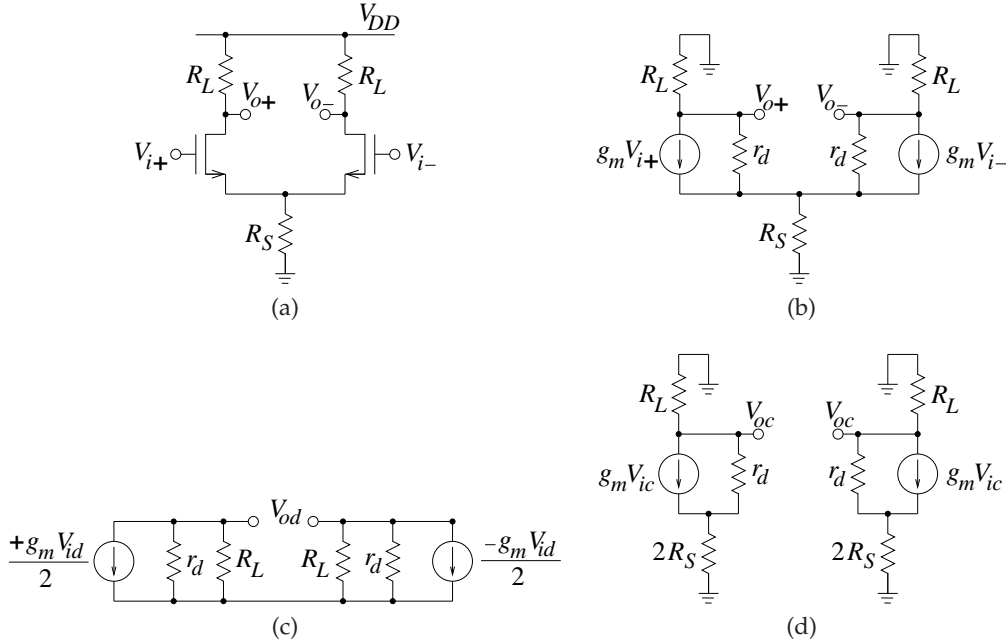 V_DD
R_L R_L
V_o+ V_o−
V_i+ V_i−
R_S
(a)
R_L R_L
V_o+ V_o−
g_m V_i+ r_d r_d g_m V_i−
R_S
(b)
V_od
+g_m V_id / 2 r_d R_L R_L r_d −g_m V_id / 2
(c)
R_L R_L
V_oc V_oc
g_m V_ic r_d r_d g_m V_ic
2R_S 2R_S
(d)